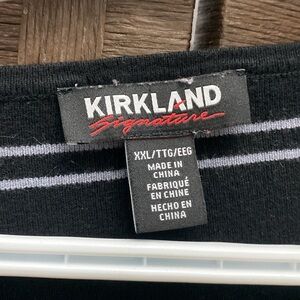 KIRKLAND
Signature
XXL/TTG/EEG
MADE IN
CHINA
FABRIQUÉ
EN CHINE
HECHO EN
CHINA